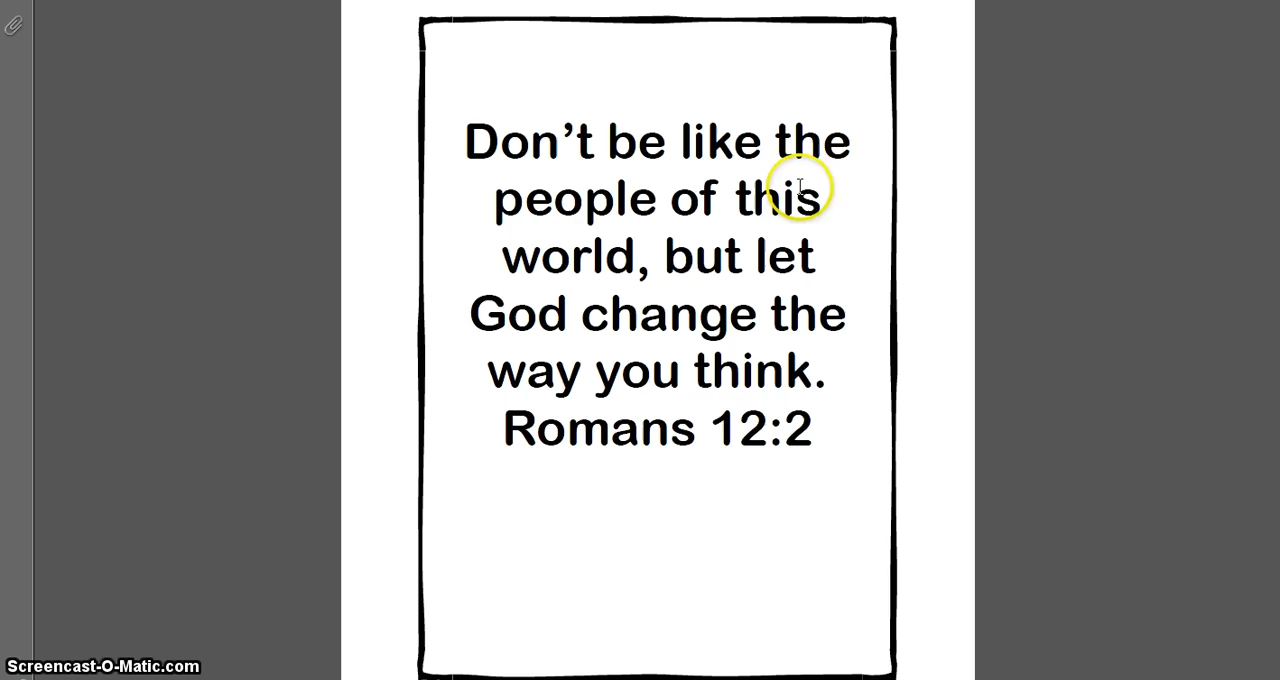 Don’t be like the
people of this
world, but let
God change the
way you think.
Romans 12:2
Screencast-O-Matic.com